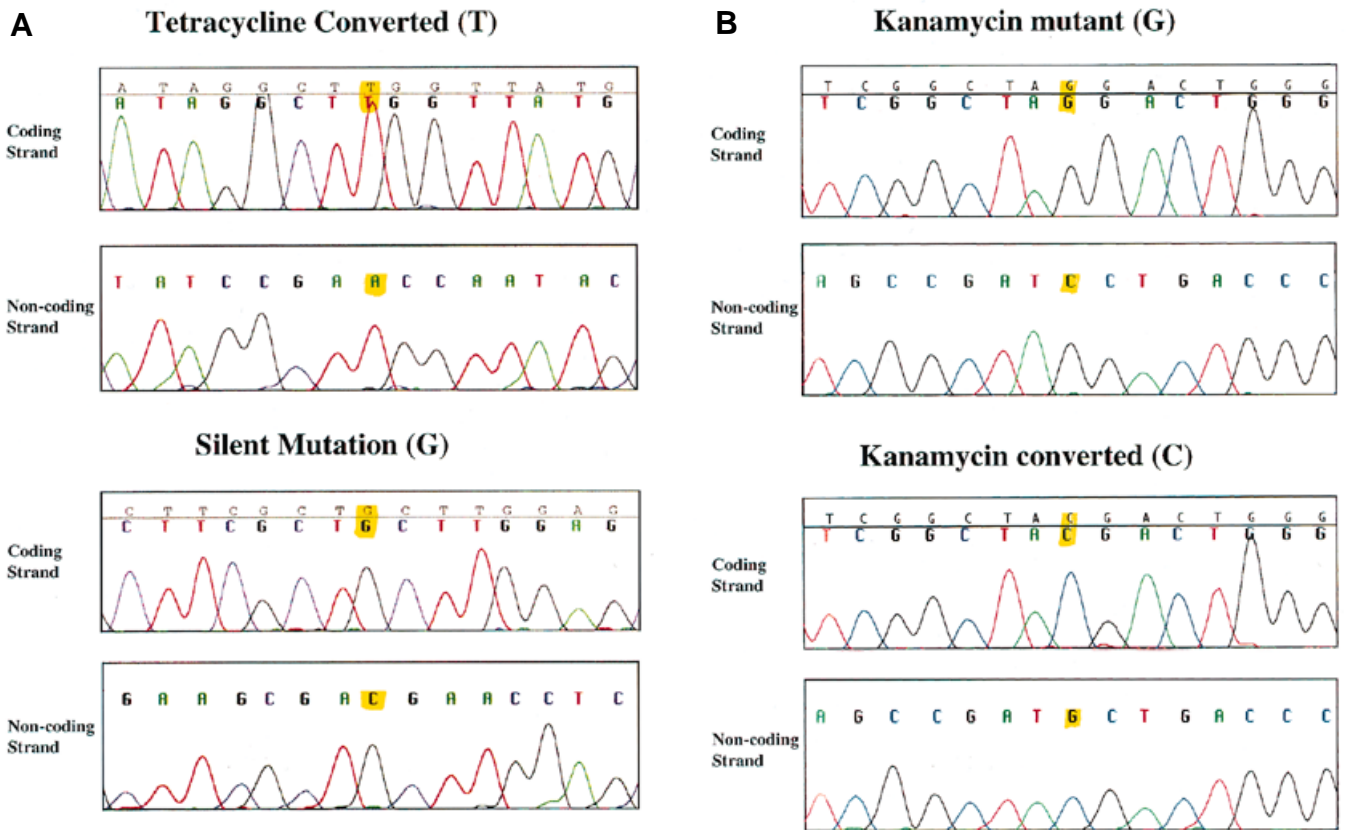 A
Tetracycline Converted (T)
A T A G G C T T G G T T A T G
A T A G G C T T G G T T A T G
Coding
Strand
T A T C C G A A C C A A T A C
Non-coding
Strand
Silent Mutation (G)
C T T C G C T G C T T G G A G
C T T C G C T G C T T G G A G
Coding
Strand
G A A G C G A C G A A C C T C
Non-coding
Strand
B
Kanamycin mutant (G)
T C G G C T A G G A C T G G G
T C G G C T A G G A C T G G G
Coding
Strand
A G C C G A T C C T G A C C C
Non-coding
Strand
Kanamycin converted (C)
T C G G C T A C G A C T G G G
T C G G C T A C G A C T G G G
Coding
Strand
A G C C G A T G C T G A C C C
Non-coding
Strand